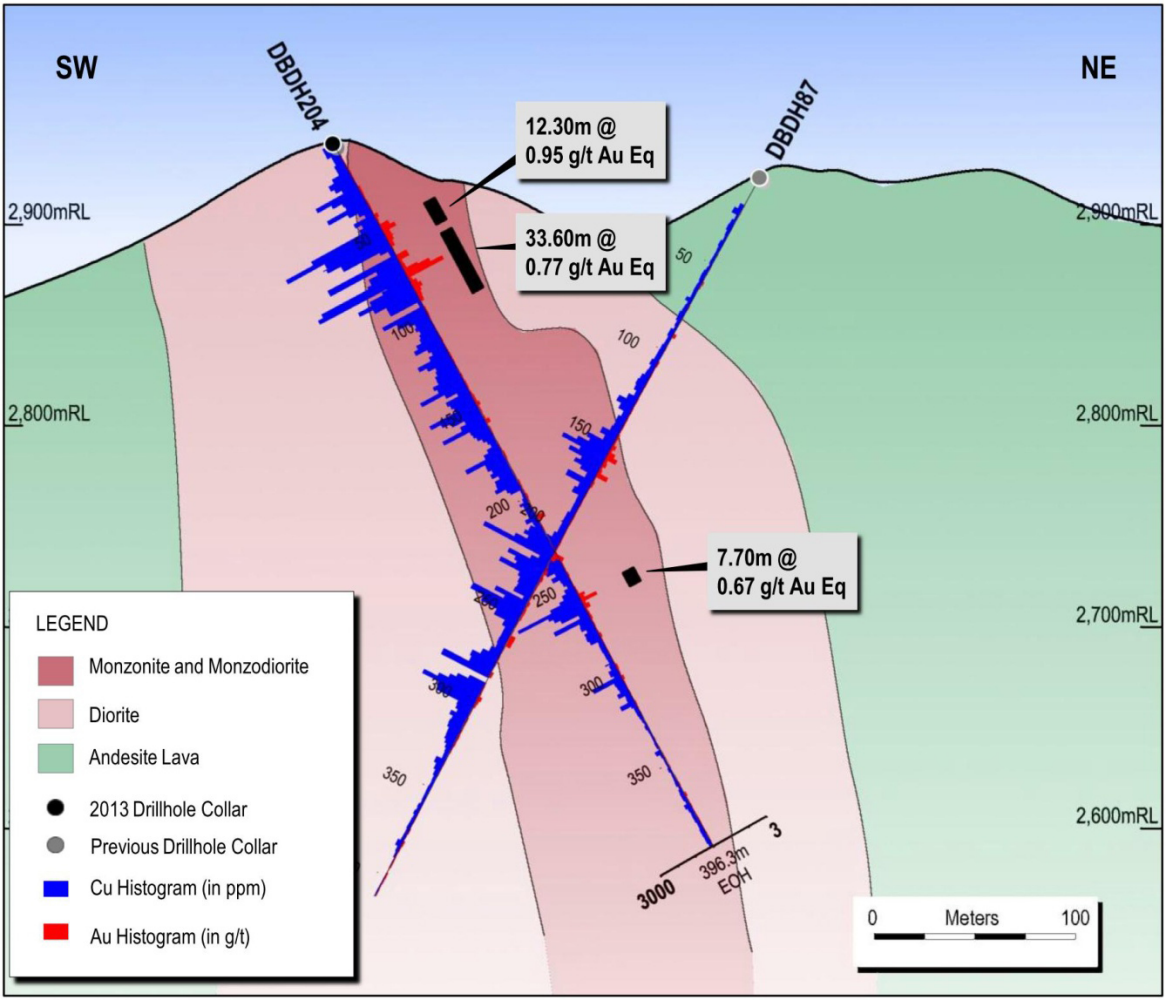 SW
NE
DBDH204
DBDH87
12.30m @
0.95 g/t Au Eq
33.60m @
0.77 g/t Au Eq
7.70m @
0.67 g/t Au Eq
2,900mRL
2,900mRL
2,800mRL
2,800mRL
2,700mRL
2,600mRL
50
100
150
200
250
300
350
50
100
150
200
250
300
350
3000
3
396.3m
EOH
LEGEND
Monzonite and Monzodiorite
Diorite
Andesite Lava
2013 Drillhole Collar
Previous Drillhole Collar
Cu Histogram (in ppm)
Au Histogram (in g/t)
0 Meters 100